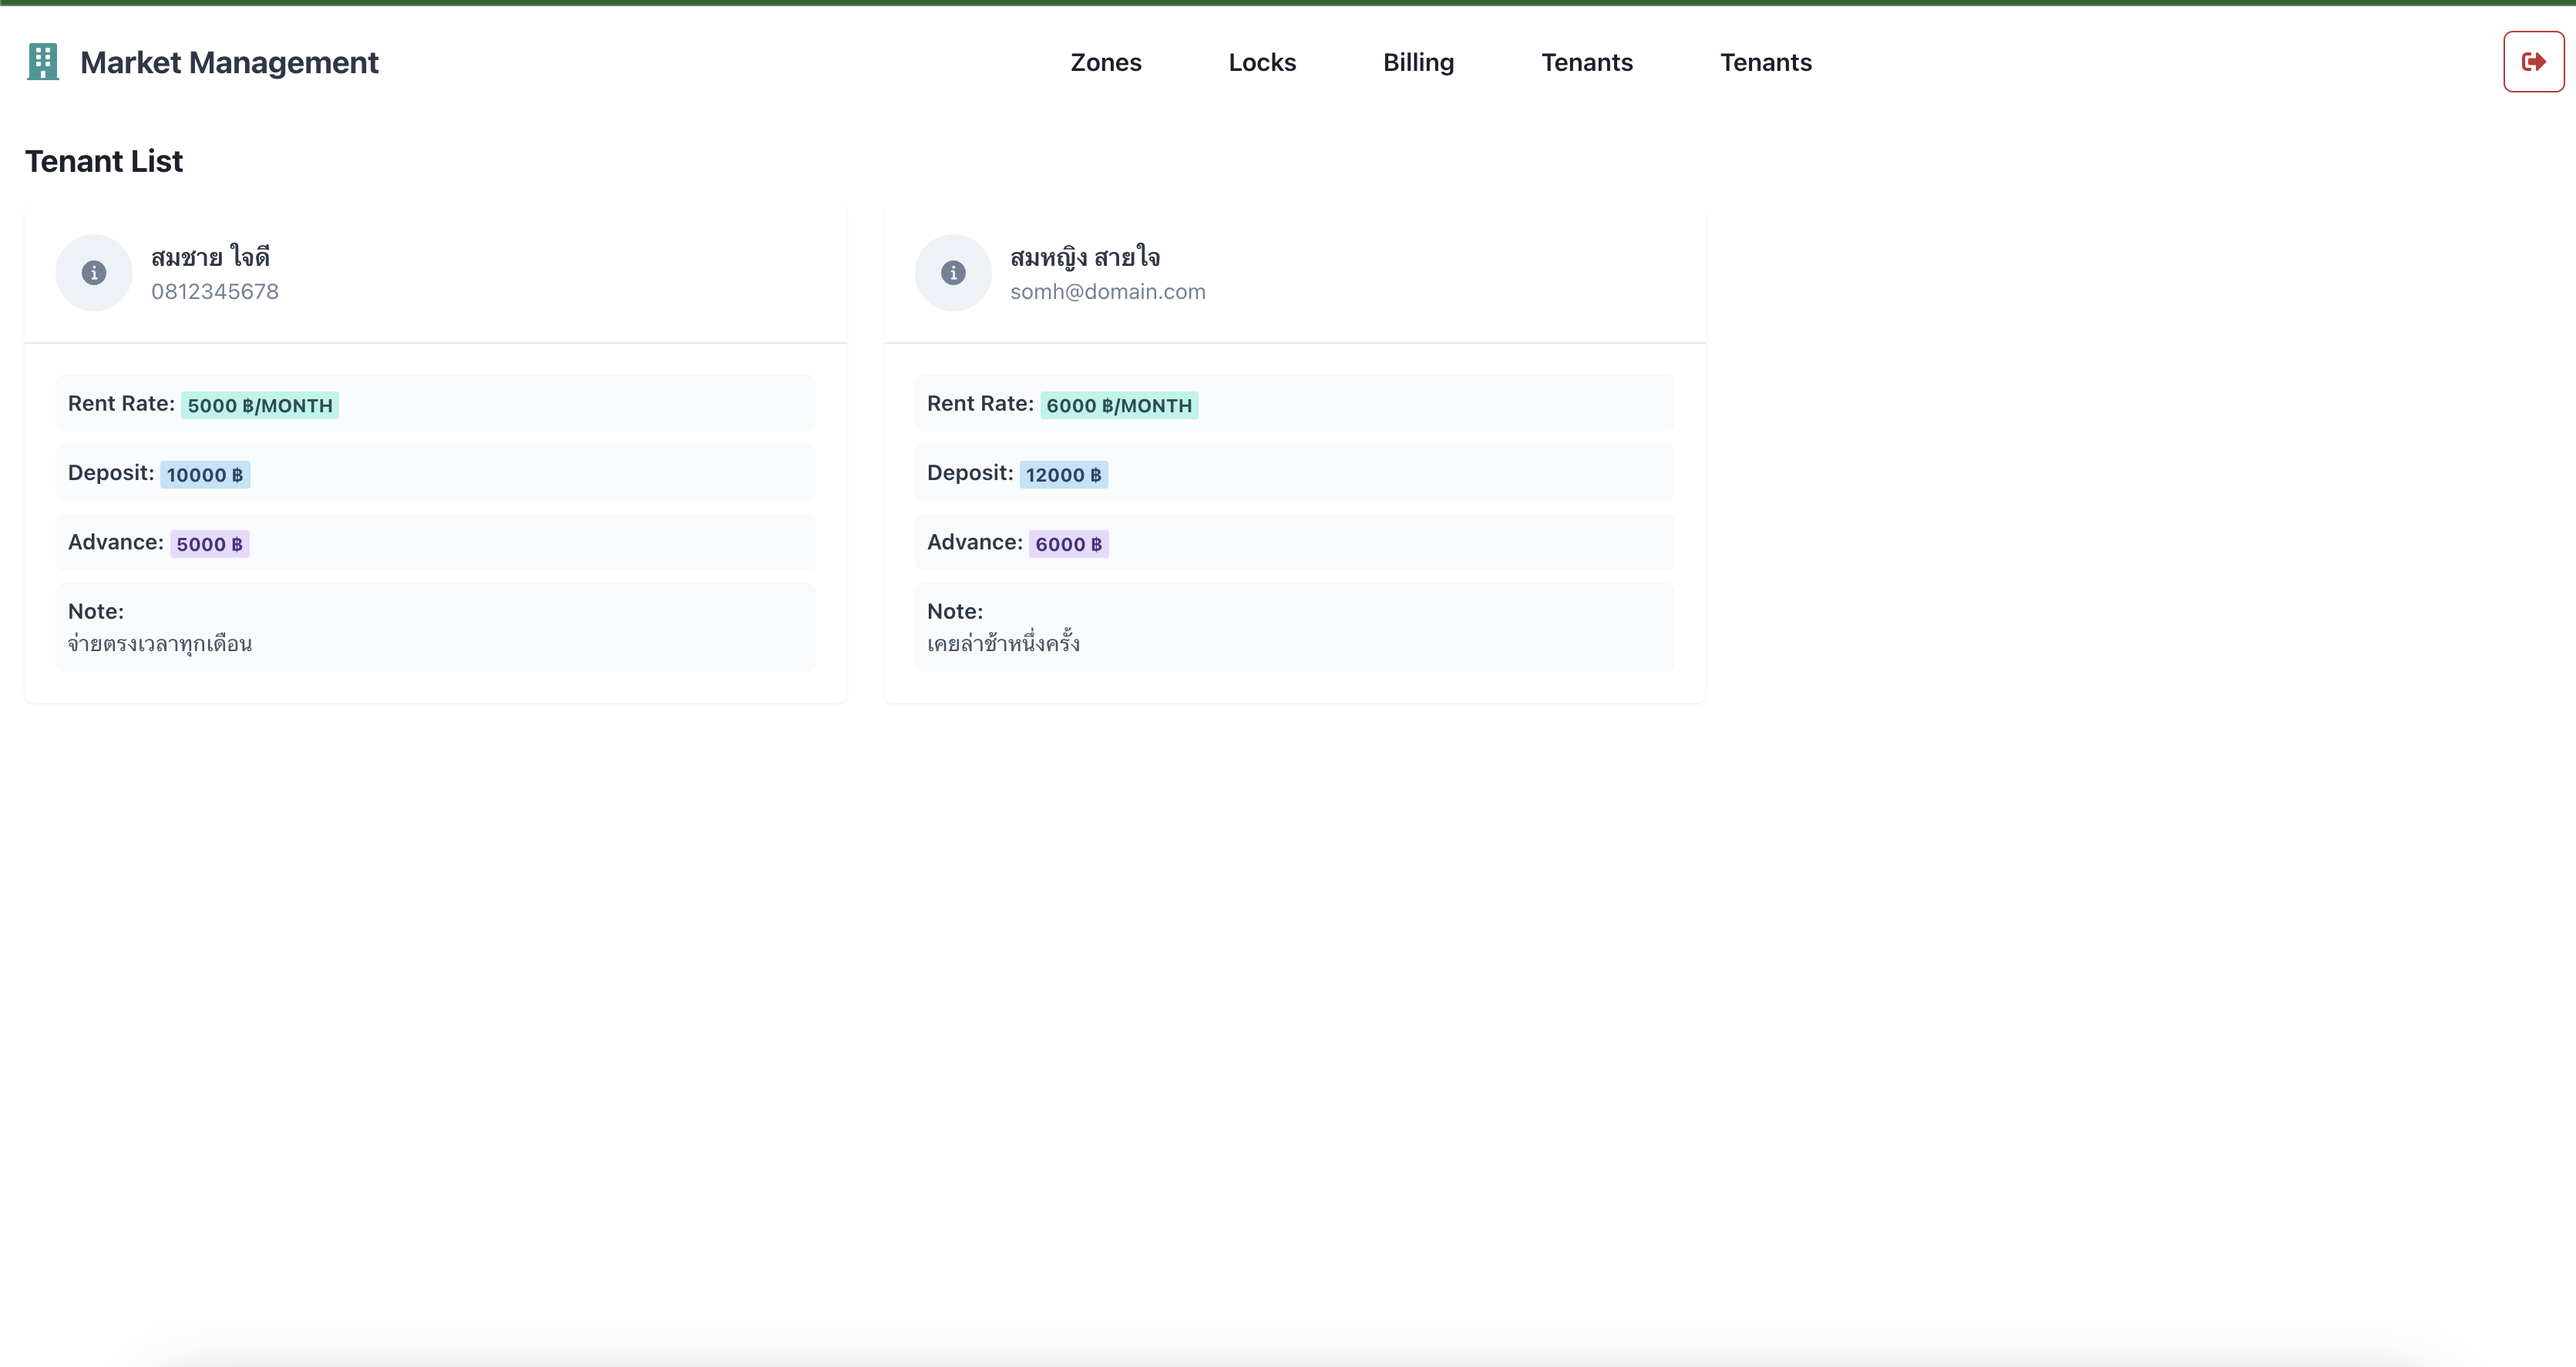 Market Management
Zones
Locks
Billing
Tenants
Tenants
Tenant List
สมชาย ใจดี
0812345678
Rent Rate: 5000 ฿/MONTH
Deposit: 10000 ฿
Advance: 5000 ฿
Note:
จ่ายตรงเวลาทุกเดือน
สมหญิง สายใจ
somh@domain.com
Rent Rate: 6000 ฿/MONTH
Deposit: 12000 ฿
Advance: 6000 ฿
Note:
เคยล่าช้าหนึ่งครั้ง